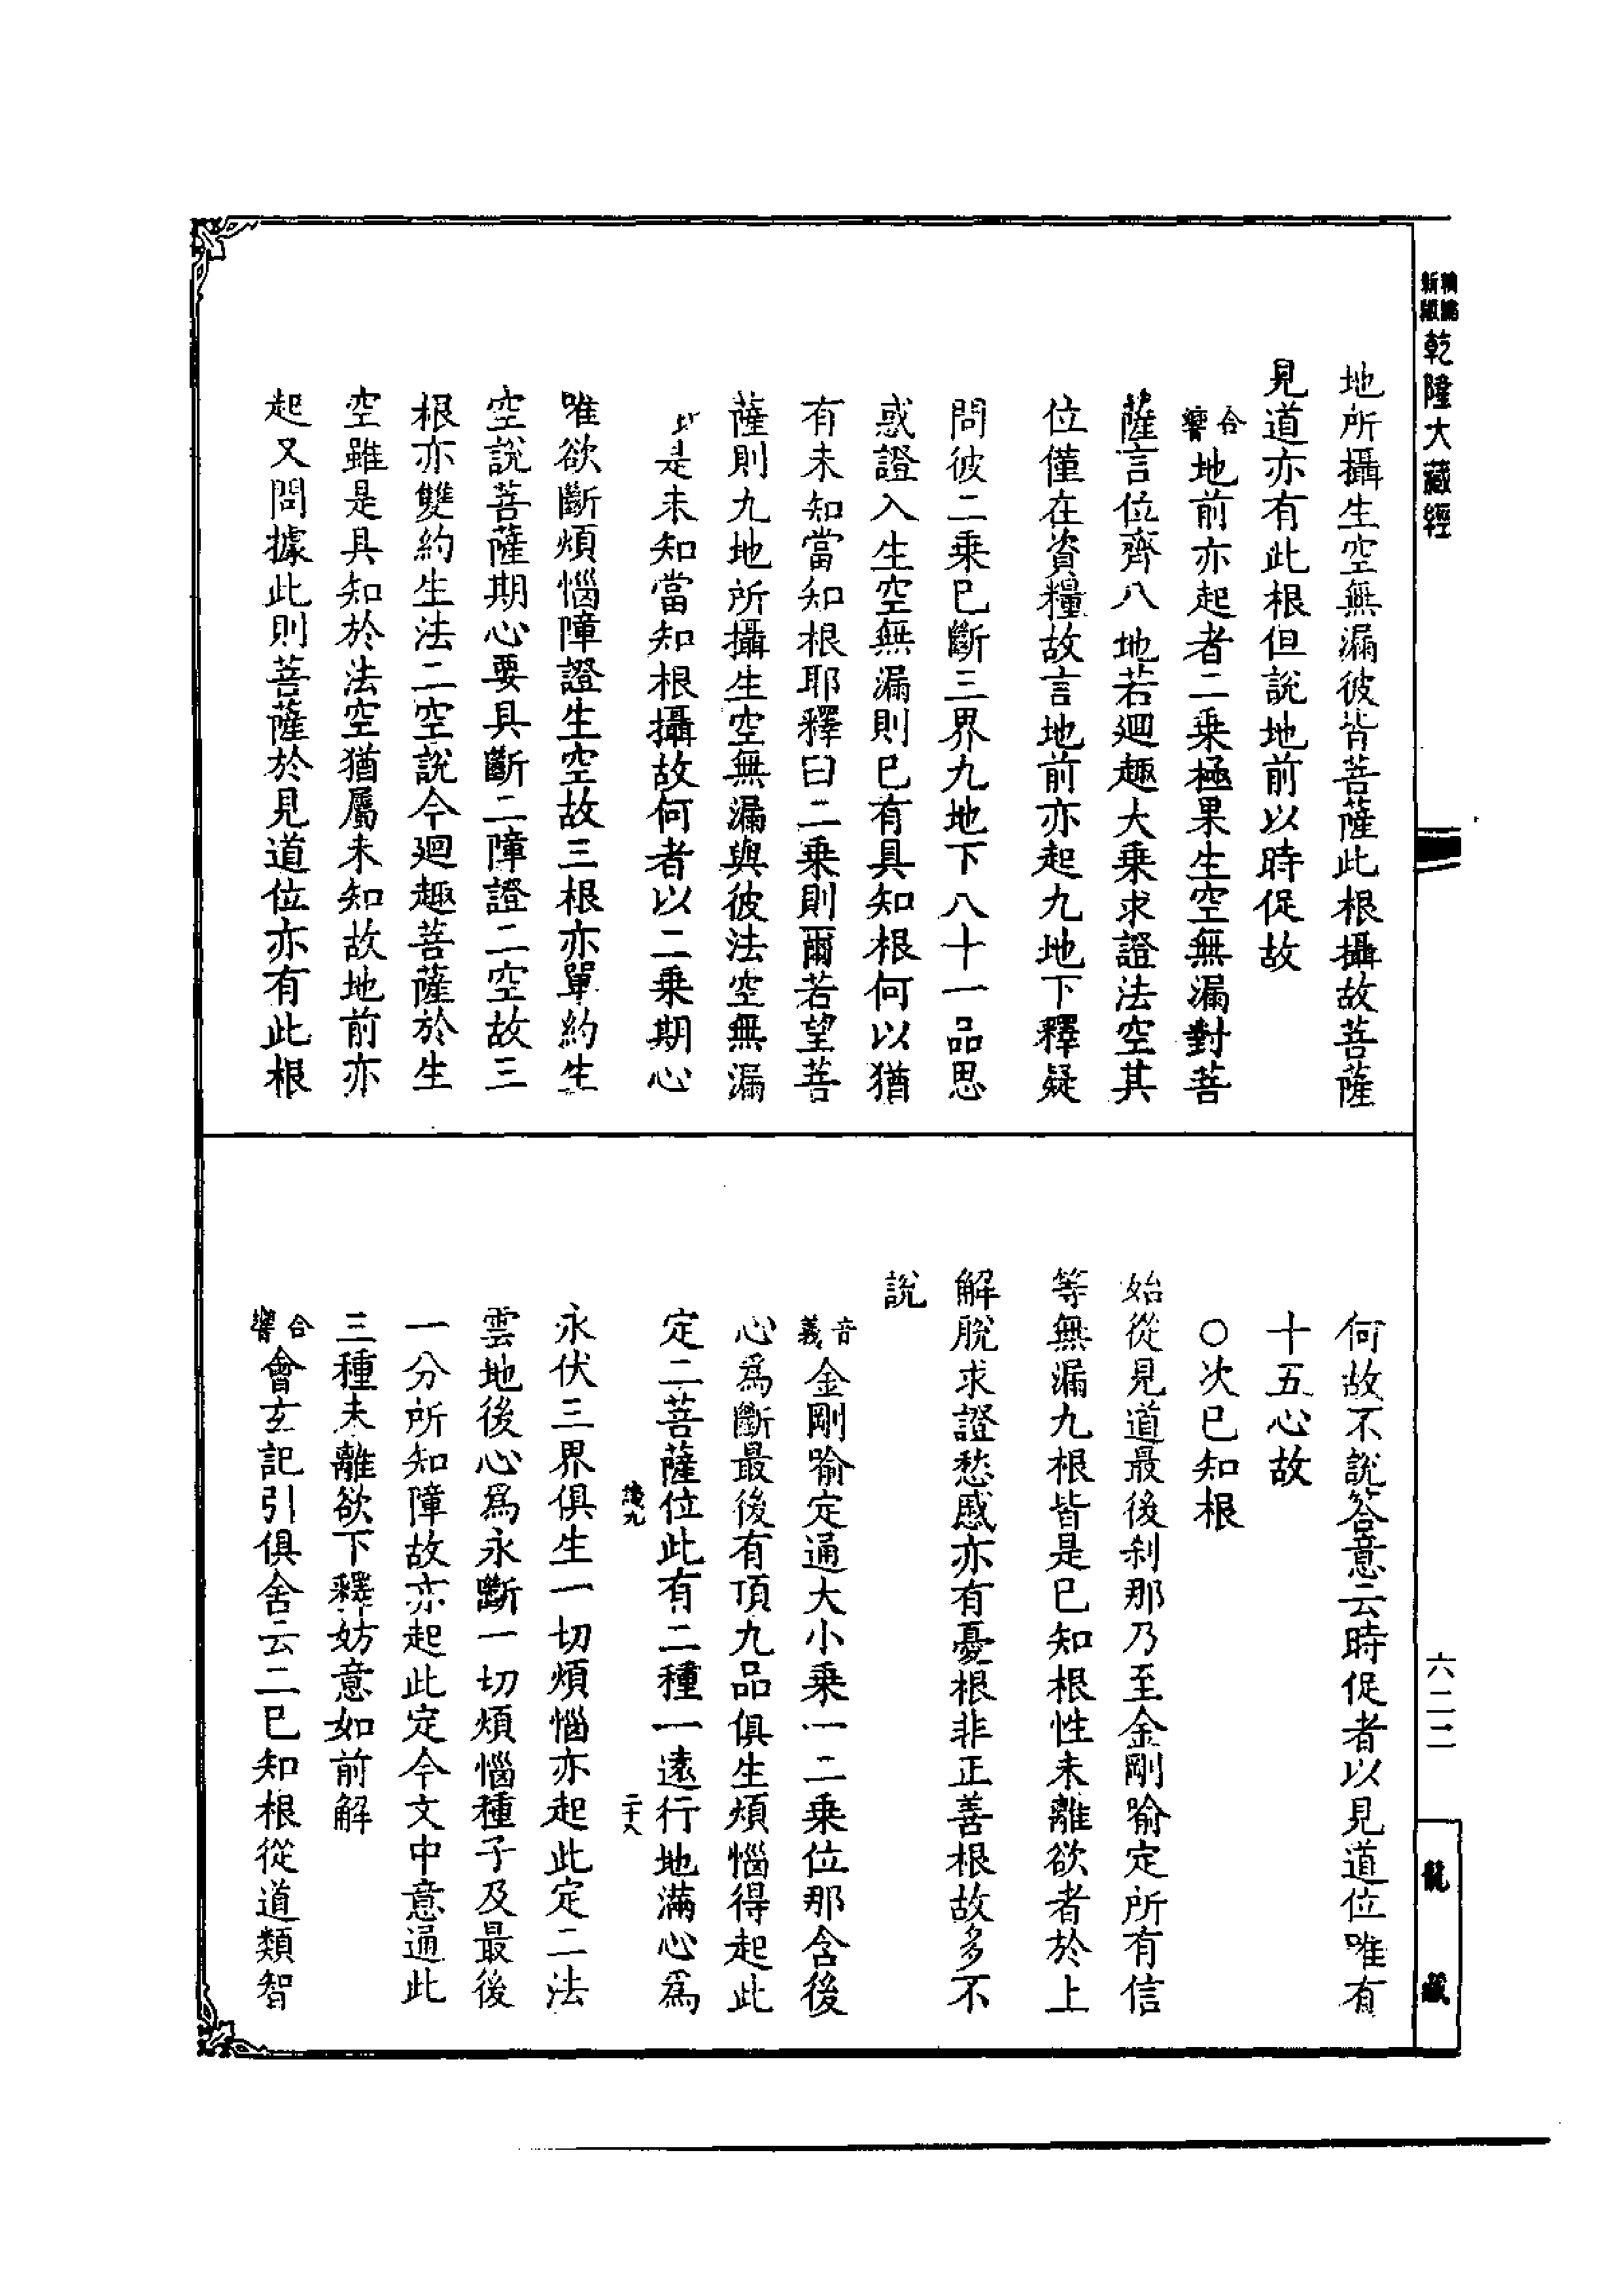 新編
新版
乾隆大藏經
地所攝生空無漏彼皆菩薩此根攝故菩薩
見道亦有此根但說地前以時促故
合響地前亦起者二乘極果生空無漏對菩
薩言位齊八地若迴趣大乘求證法空其
位僅在資糧故言地前亦起九地下釋疑
問彼二乘已斷三界九地下八十一品思
惑證入生空無漏則已有具知根何以猶
有未知當知根耶釋曰二乘則爾若望菩
薩則九地所攝生空無漏與彼法空無漏
此是未知當知根攝故何者以二乘期心
唯欲斷煩惱障證生空故三根亦單約生
空說菩薩期心要具斷二障證二空故三
根亦雙約生法二空說今迴趣菩薩於生
空雖是具知於法空猶屬未知故地前亦
起又問據此則菩薩於見道位亦有此根
何故不說答意云時促者以見道位唯有
十五心故
○次已知根
始從見道最後剎那乃至金剛喻定所有信
等無漏九根皆是已知根性未離欲者於上
解脫求證愁慼亦有憂根非正善根故多不
說
音義金剛喻定通大小乘一二乘位那含後
心為斷最後有頂九品俱生煩惱得起此
定二菩薩位此有二種一遠行地滿心為
永伏三界俱生一切煩惱亦起此定二法
雲地後心為永斷一切煩惱種子及最後
一分所知障故亦起此定今文中意通此
三種未離欲下釋妨意如前解
合響會玄記引俱舍云二已知根從道類智
六二二
龍藏